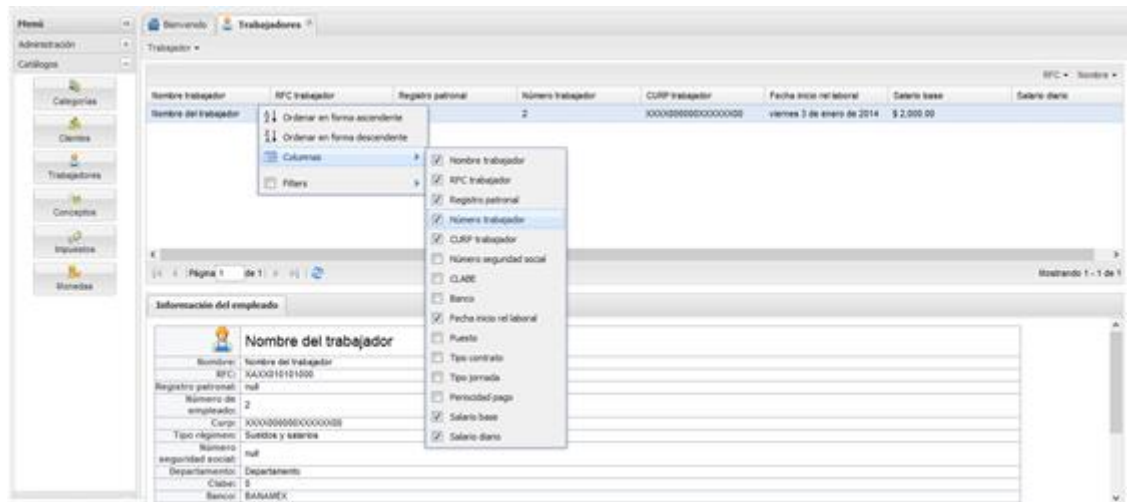 Menú
Bienvenido
Trabajadores
Administración
Trabajador
Catálogos
RFC Nombre
Nombre trabajador RFC trabajador Registro patronal Número trabajador CURP trabajador Fecha inicio rel laboral Salario base Salario diario
Nombre del trabajador 2 viernes 3 de enero de 2014 $ 2,000.00
Categorías
Clientes
Trabajadores
Conceptos
Impuestos
Monedas
Ordenar en forma ascendente
Ordenar en forma descendente
Columnas
Filters
Nombre trabajador
RFC trabajador
Registro patronal
Número trabajador
CURP trabajador
Número seguridad social
CLABE
Banco
Fecha inicio rel laboral
Puesto
Tipo contrato
Tipo jornada
Periocidad pago
Salario base
Salario diario
Página 1 de 1
Mostrando 1 - 1 de 1
Información del empleado
Nombre del trabajador
Nombre: Nombre del trabajador
RFC: XAXX010101000
Registro patronal: null
Número de empleado: 2
Curp:
Tipo régimen: Sueldos y salarios
Número seguridad social: null
Departamento: Departamento
Clabe: 0
Banco: BANAMEX